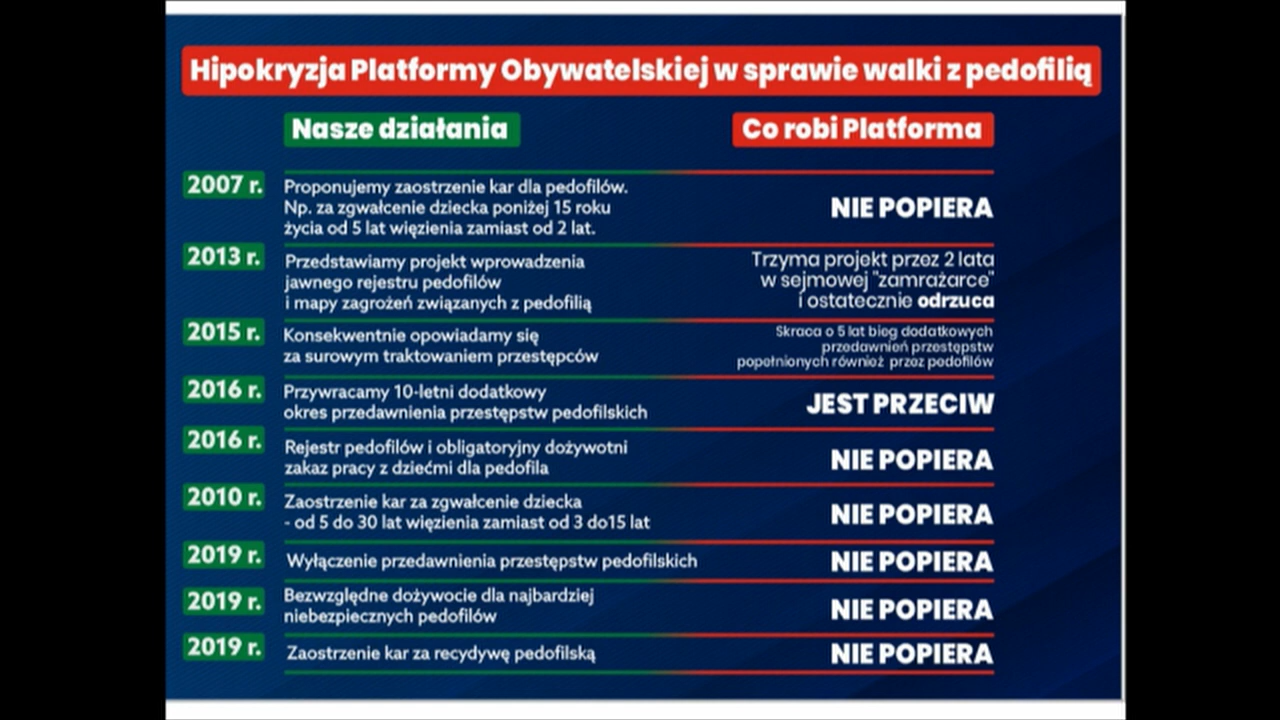 Hipokryzja Platformy Obywatelskiej w sprawie walki z pedofilią
Nasze działania
Co robi Platforma
2007 r.
Proponujemy zaostrzenie kar dla pedofilów.
Np. za zgwałcenie dziecka poniżej 15 roku
życia od 5 lat więzienia zamiast od 2 lat.
NIE POPIERA
2013 r.
Przedstawiamy projekt wprowadzenia
jawnego rejestru pedofilów
i mapy zagrożeń związanych z pedofilią
Trzyma projekt przez 2 lata
w sejmowej "zamrażarce"
i ostatecznie odrzuca
2015 r.
Konsekwentnie opowiadamy się
za surowym traktowaniem przestępców
Skraca o 5 lat bieg dodatkowych
przedawnień przestępstw
popełnionych również przez pedofilów
2016 r.
Przywracamy 10-letni dodatkowy
okres przedawnienia przestępstw pedofilskich
JEST PRZECIW
2016 r.
Rejestr pedofilów i obligatoryjny dożywotni
zakaz pracy z dziećmi dla pedofila
NIE POPIERA
2010 r.
Zaostrzenie kar za zgwałcenie dziecka
- od 5 do 30 lat więzienia zamiast od 3 do15 lat
NIE POPIERA
2019 r.
Wyłączenie przedawnienia przestępstw pedofilskich
NIE POPIERA
2019 r.
Bezwzględne dożywocie dla najbardziej
niebezpiecznych pedofilów
NIE POPIERA
2019 r.
Zaostrzenie kar za recydywę pedofilską
NIE POPIERA